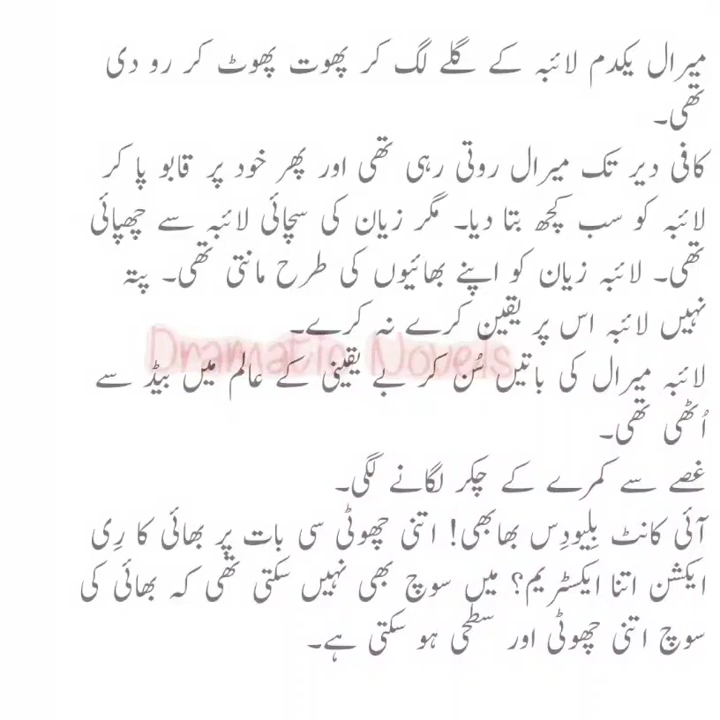 میرال یکدم لائبہ کے گلے لگ کر پھوت پھوٹ کر رو دی
تھی۔
کافی دیر تک میرال روتی رہی تھی اور پھر خود پر قابو پا کر
لائبہ کو سب کچھ بتا دیا۔ مگر زیان کی سچائی لائبہ سے چھپائی
تھی۔ لائبہ زیان کو اپنے بھائیوں کی طرح مانتی تھی۔ پتہ
نہیں لائبہ اس پر یقین کرے نہ کرے۔
Dramatic Novels
لائبہ میرال کی باتیں سُن کر بے یقینی کے عالم میں بیڈ سے
اُٹھی تھی۔
غصے سے کمرے کے چکر لگانے لگی۔
آئی کانٹ بِلیودِس بھابھی! اتنی چھوٹی سی بات پر بھائی کا رِی
ایکشن اتنا ایکسٹریم؟ میں سوچ بھی نہیں سکتی تھی کہ بھائی کی
سوچ اتنی چھوٹی اور سطحی ہو سکتی ہے۔